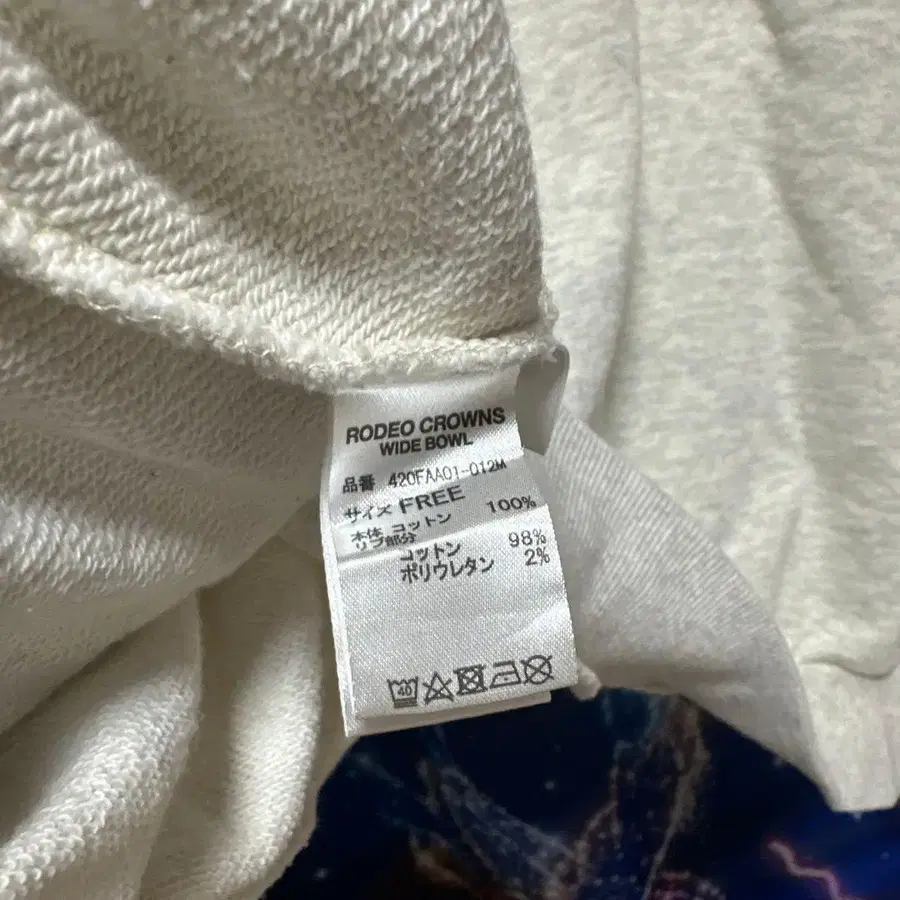 RODEO CROWNS
WIDE BOWL
品番 420FAA01-012M
サイズ FREE
本体 コットン 100%
リブ部分
コットン 98%
ポリウレタン 2%
40